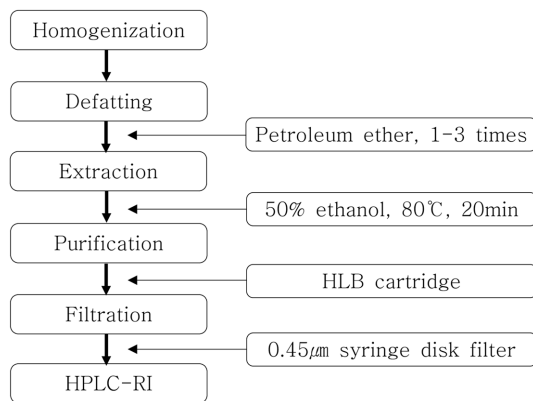 Homogenization
Defatting
Petroleum ether, 1-3 times
Extraction
50% ethanol, 80℃, 20min
Purification
HLB cartridge
Filtration
0.45㎛ syringe disk filter
HPLC-RI